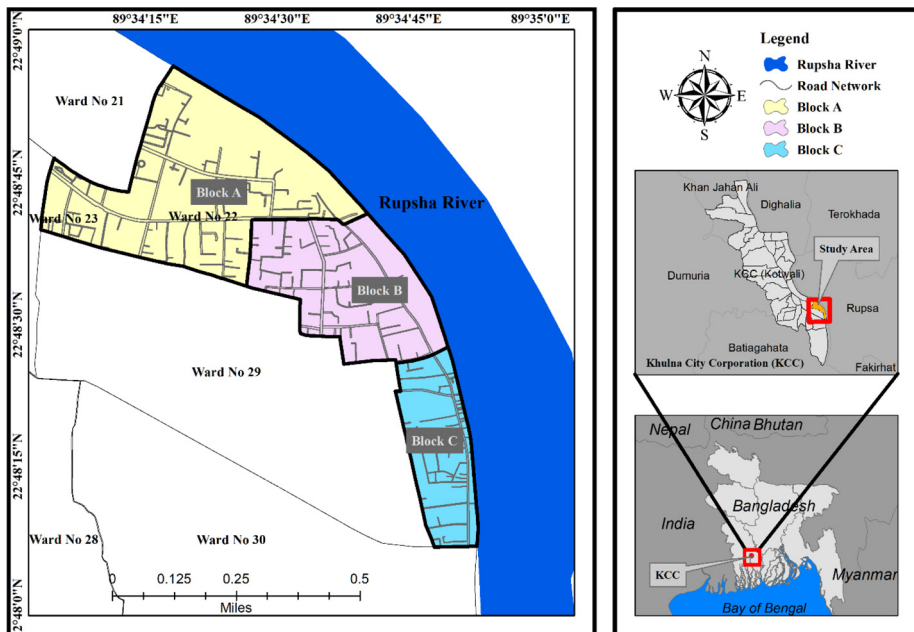 89°34'15"E 89°34'30"E 89°34'45"E 89°35'0"E
22°49'0"N
22°48'45"N
22°48'30"N
22°48'15"N
22°48'0"N
Ward No 21
Block A
Ward No 23
Ward No 22
Rupsha River
Block B
Ward No 29
Block C
Ward No 28
Ward No 30
0 0.125 0.25 0.5
Miles
N
W E
S
Legend
Rupsha River
Road Network
Block A
Block B
Block C
Khan Jahan Ali
Dighalia
Terokhada
Study Area
Dumuria
KCC (Kotwali)
Rupsa
Batiagahata
Khulna City Corporation (KCC)
Fakirhat
Nepal
China
Bhutan
Bangladesh
India
KCC
Myanmar
Bay of Bengal